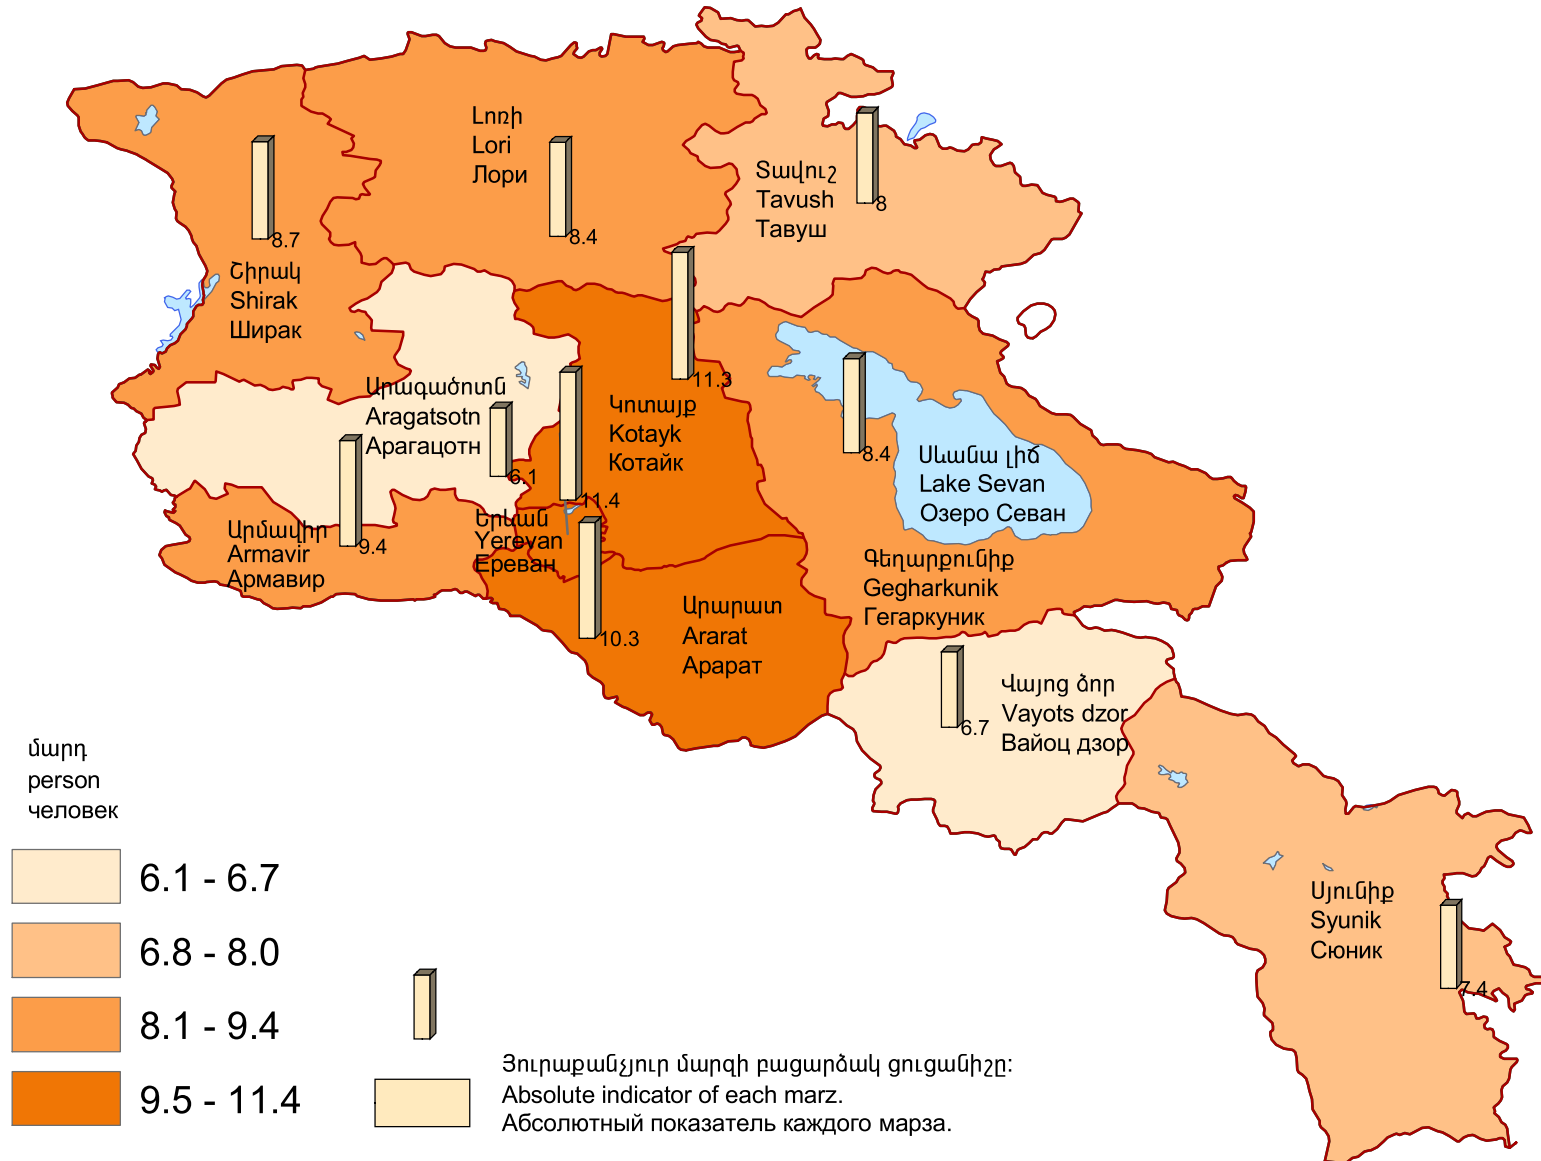 Լոռի
Lori
Лори
8.4
Տավուշ
Tavush
Тавуш
8
8.7
Շիրակ
Shirak
Ширак
11.3
Արագածոտն
Aragatsotn
Арагацотн
6.1
Կոտայք
Kotayk
Котайк
11.4
8.4
Սևանա լիճ
Lake Sevan
Озеро Севан
Արմավիր
Armavir
Армавир
9.4
Երևան
Yerevan
Ереван
10.3
Արարատ
Ararat
Арарат
Գեղարքունիք
Gegharkunik
Гегаркуник
6.7
Վայոց ձոր
Vayots dzor
Вайоц дзор
Սյունիք
Syunik
Сюник
7.4
մարդ
person
человек
6.1 - 6.7
6.8 - 8.0
8.1 - 9.4
9.5 - 11.4
Յուրաքանչյուր մարզի բացարձակ ցուցանիշը:
Absolute indicator of each marz.
Абсолютный показатель каждого марза.